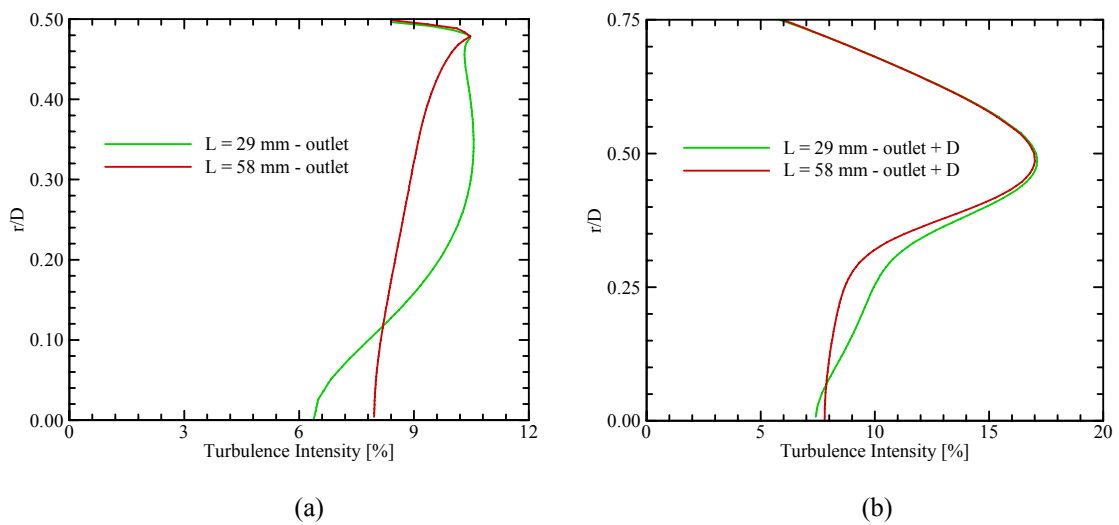 0.50
0.40
0.30
0.20
0.10
0.00
r/D
L = 29 mm - outlet
L = 58 mm - outlet
0 3 6 9 12
Turbulence Intensity [%]
(a)
0.75
0.50
0.25
0.00
r/D
L = 29 mm - outlet + D
L = 58 mm - outlet + D
0 5 10 15 20
Turbulence Intensity [%]
(b)